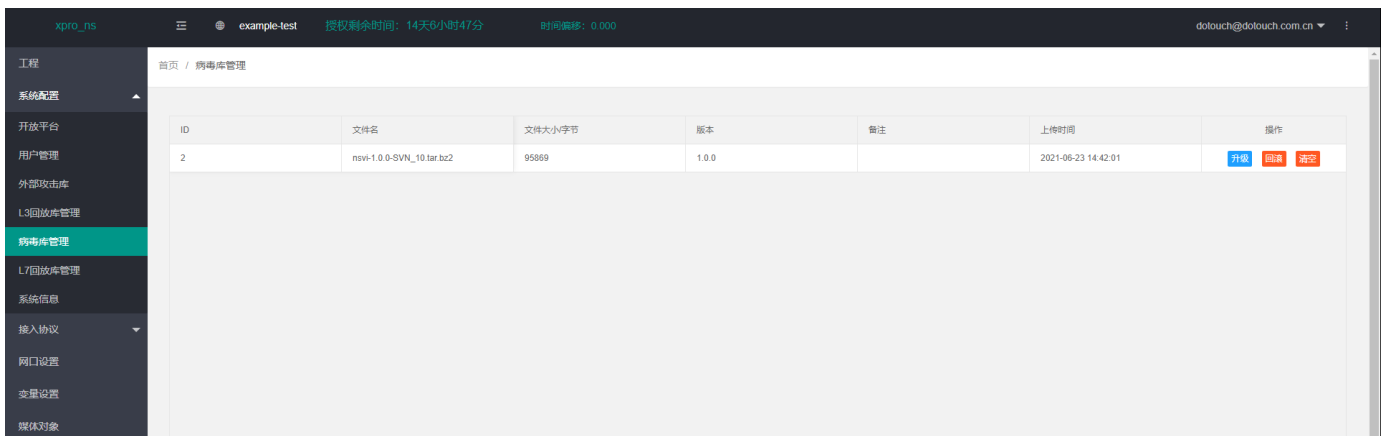 xpro_ns example-test 授权剩余时间：14天6小时47分 时间偏移：0.000 dotouch@dotouch.com.cn
工程
首页 / 病毒库管理
系统配置
开放平台
ID 文件名 文件大小/字节 版本 备注 上传时间 操作
用户管理
2 nsvi-1.0.0-SVN_10.tar.bz2 95869 1.0.0 2021-06-23 14:42:01 升级 回滚 清空
外部攻击库
L3回放库管理
病毒库管理
L7回放库管理
系统信息
接入协议
网口设置
变量设置
媒体对象